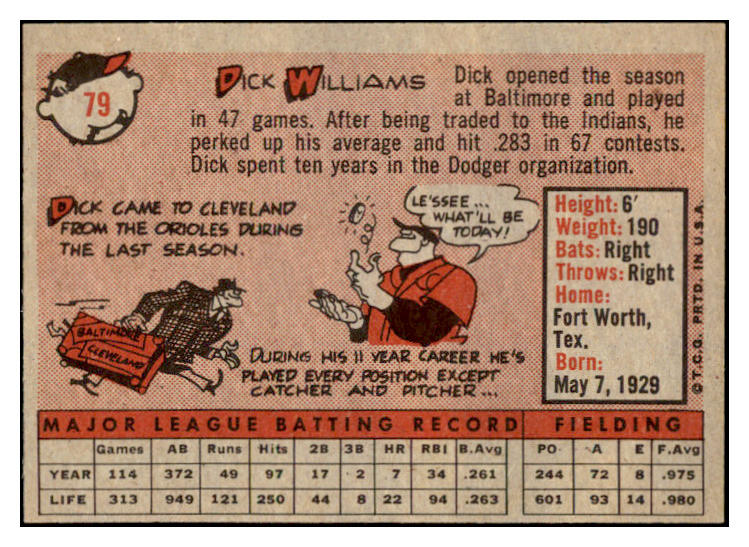 79
DICK WILLIAMS
Dick opened the season
at Baltimore and played
in 47 games. After being traded to the Indians, he
perked up his average and hit .283 in 67 contests.
Dick spent ten years in the Dodger organization.
DICK CAME TO CLEVELAND
FROM THE ORIOLES DURING
THE LAST SEASON.
BALTIMORE
CLEVELAND
LE'SSEE...
WHAT'LL BE
TODAY!
DURING HIS 11 YEAR CAREER HE'S
PLAYED EVERY POSITION EXCEPT
CATCHER AND PITCHER...
Height: 6'
Weight: 190
Bats: Right
Throws: Right
Home:
Fort Worth,
Tex.
Born:
May 7, 1929
© T.C.G. PRTD. IN U.S.A.
MAJOR LEAGUE BATTING RECORD FIELDING
Games AB Runs Hits 2B 3B HR RBI B.Avg PO A E F.Avg
YEAR 114 372 49 97 17 2 7 34 .261 244 72 8 .975
LIFE 313 949 121 250 44 8 22 94 .263 601 93 14 .980